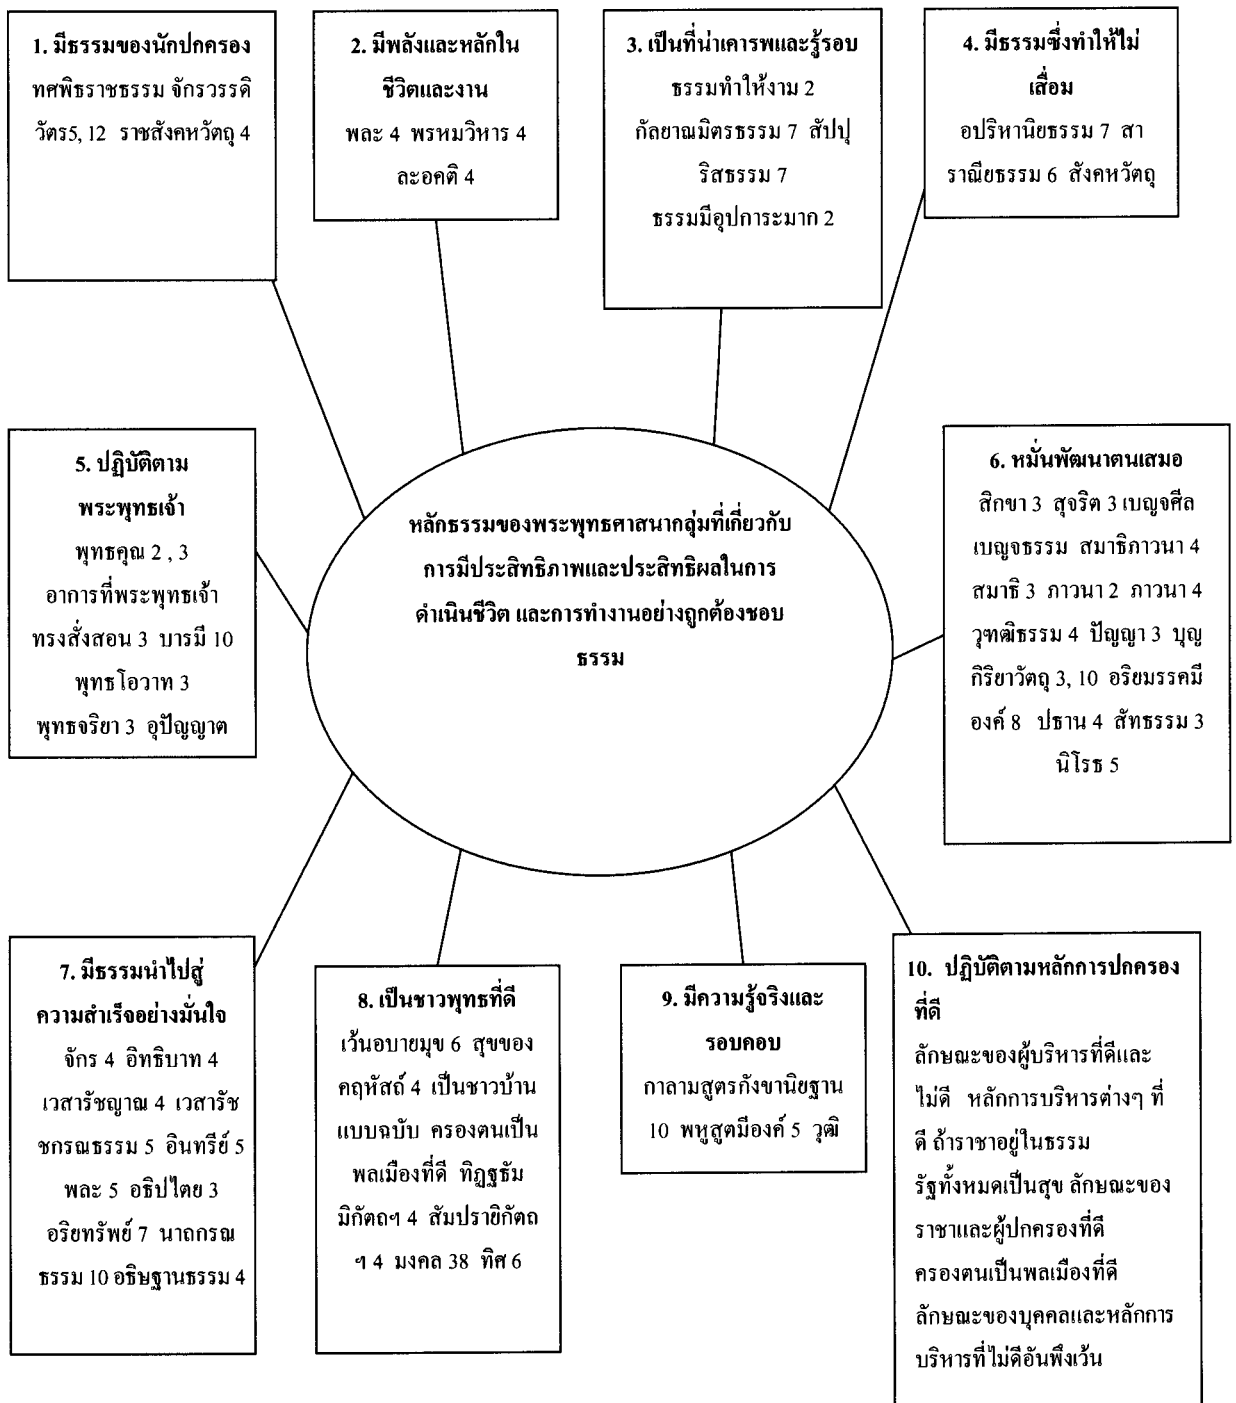 1. มีธรรมของนักปกครอง
ทศพิธราชธรรม จักรวรรดิ
วัตร5, 12 ราชสังคหวัตถุ 4
2. มีพลังและหลักใน
ชีวิตและงาน
พละ 4 พรหมวิหาร 4
ละอคติ 4
3. เป็นที่น่าเคารพและรู้รอบ
ธรรมทำให้งาม 2
กัลยาณมิตรธรรม 7 สัปปุ
ริสธรรม 7
ธรรมมีอุปการะมาก 2
4. มีธรรมซึ่งทำให้ไม่
เสื่อม
อปริหานิยธรรม 7 สา
ราณียธรรม 6 สังคหวัตถุ
5. ปฏิบัติตาม
พระพุทธเจ้า
พุทธคุณ 2 , 3
อาการที่พระพุทธเจ้า
ทรงสั่งสอน 3 บารมี 10
พุทธโอวาท 3
พุทธจริยา 3 อุปัญญาต
หลักธรรมของพระพุทธศาสนากลุ่มที่เกี่ยวกับ
การมีประสิทธิภาพและประสิทธิผลในการ
ดำเนินชีวิต และการทำงานอย่างถูกต้องชอบ
ธรรม
6. หมั่นพัฒนาตนเสมอ
สิกขา 3 สุจริต 3 เบญจศีล
เบญจธรรม สมาธิภาวนา 4
สมาธิ 3 ภาวนา 2 ภาวนา 4
วุฑฒิธรรม 4 ปัญญา 3 บุญ
กิริยาวัตถุ 3, 10 อริยมรรคมี
องค์ 8 ปธาน 4 สัทธรรม 3
นิโรธ 5
7. มีธรรมนำไปสู่
ความสำเร็จอย่างมั่นใจ
จักร 4 อิทธิบาท 4
เวสารัชญาณ 4 เวสารัช
ชกรณธรรม 5 อินทรีย์ 5
พละ 5 อธิปไตย 3
อริยทรัพย์ 7 นาถกรณ
ธรรม 10 อธิษฐานธรรม 4
8. เป็นชาวพุทธที่ดี
เว้นอบายมุข 6 สุขของ
คฤหัสถ์ 4 เป็นชาวบ้าน
แบบฉบับ ครองตนเป็น
พลเมืองที่ดี ทิฏฐธัม
มิกัตถฯ 4 สัมปรายิกัตถ
ฯ 4 มงคล 38 ทิศ 6
9. มีความรู้จริงและ
รอบคอบ
กาลามสูตรกังขานิยฐาน
10 พหูสูตมีองค์ 5 วุฒิ
10. ปฏิบัติตามหลักการปกครอง
ที่ดี
ลักษณะของผู้บริหารที่ดีและ
ไม่ดี หลักการบริหารต่างๆ ที่
ดี ถ้าราชาอยู่ในธรรม
รัฐทั้งหมดเป็นสุข ลักษณะของ
ราชาและผู้ปกครองที่ดี
ครองตนเป็นพลเมืองที่ดี
ลักษณะของบุคคลและหลักการ
บริหารที่ไม่ดีอันพึงเว้น